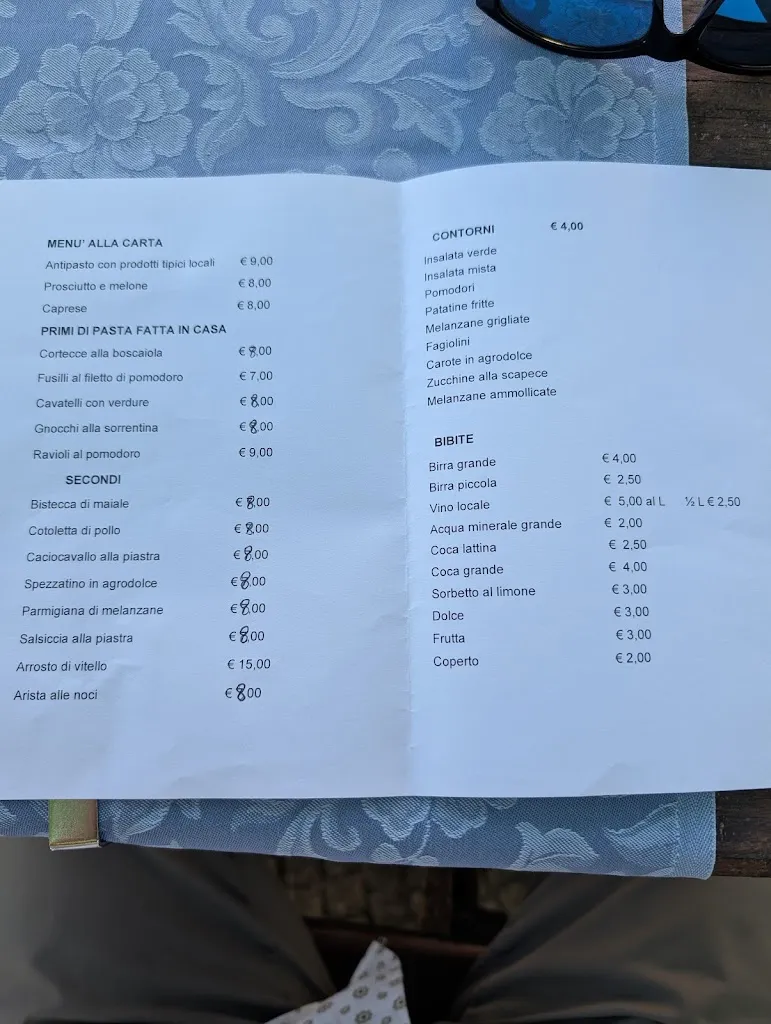 MENU' ALLA CARTA
Antipasto con prodotti tipici locali € 9,00
Prosciutto e melone € 8,00
Caprese € 8,00
PRIMI DI PASTA FATTA IN CASA
Cortecce alla boscaiola € 8,00
Fusilli al filetto di pomodoro € 7,00
Cavatelli con verdure € 8,00
Gnocchi alla sorrentina € 8,00
Ravioli al pomodoro € 9,00
SECONDI
Bistecca di maiale € 8,00
Cotoletta di pollo € 8,00
Caciocavallo alla piastra € 8,00
Spezzatino in agrodolce € 8,00
Parmigiana di melanzane € 8,00
Salsiccia alla piastra € 8,00
Arrosto di vitello € 15,00
Arista alle noci € 8,00
CONTORNI € 4,00
Insalata verde
Insalata mista
Pomodori
Patatine fritte
Melanzane grigliate
Fagiolini
Carote in agrodolce
Zucchine alla scapece
Melanzane ammollicate
BIBITE
Birra grande € 4,00
Birra piccola € 2,50
Vino locale € 5,00 al L ½ L € 2,50
Acqua minerale grande € 2,00
Coca lattina € 2,50
Coca grande € 4,00
Sorbetto al limone € 3,00
Dolce € 3,00
Frutta € 3,00
Coperto € 2,00